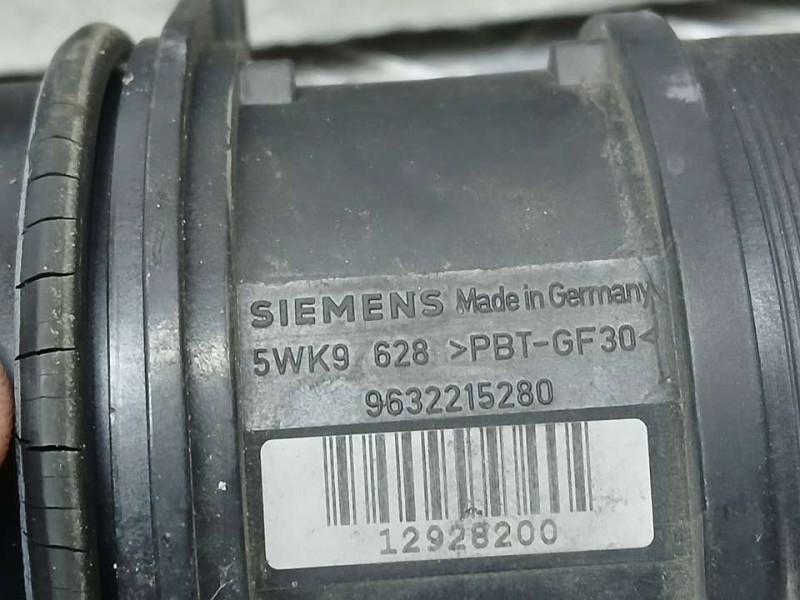 SIEMENS Made in Germany
5WK9 628 >PBT-GF30<
9632215280
12928200